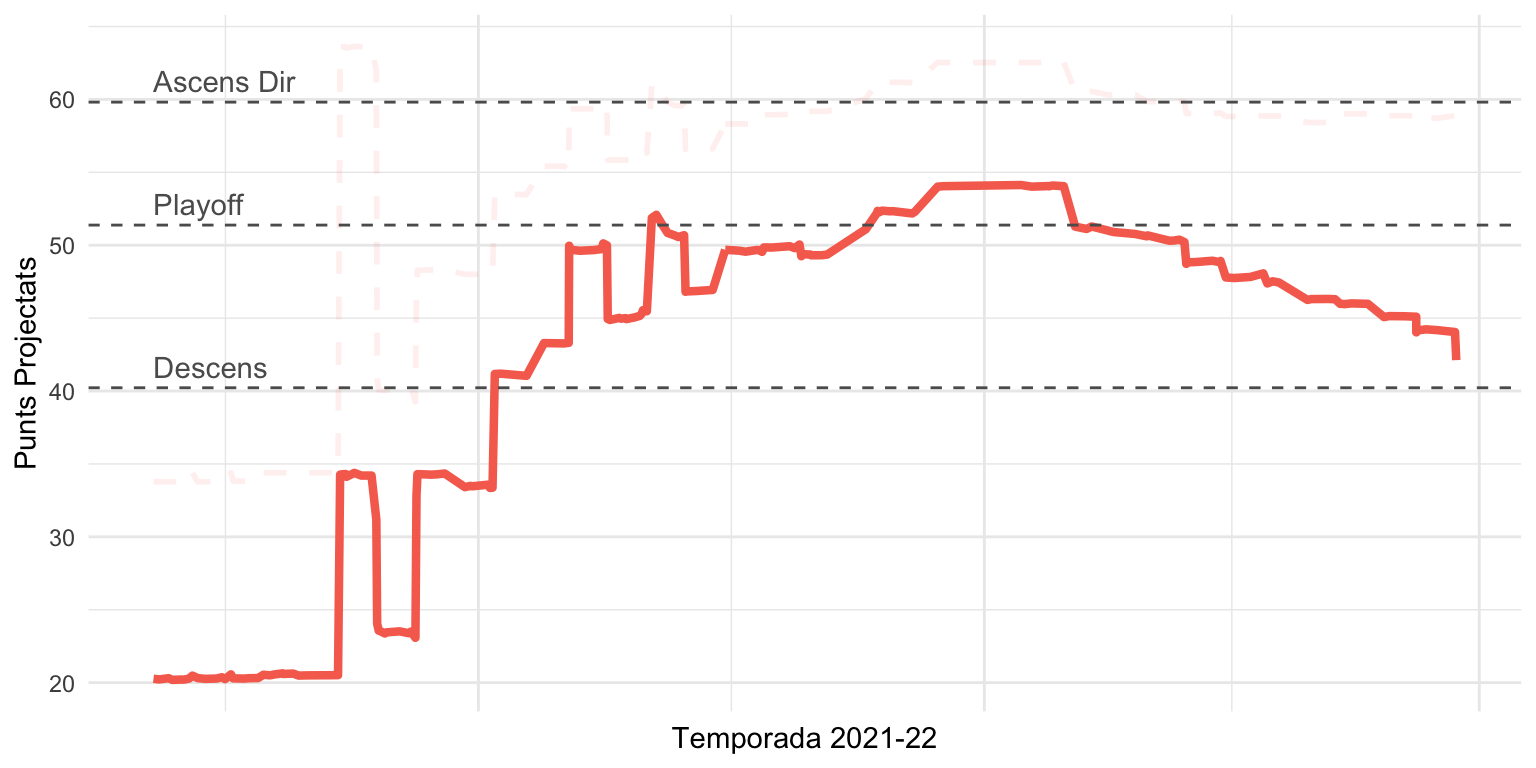 Ascens Dir
60
Playoff
50
Descens
40
30
20
Punts Projectats
Temporada 2021-22